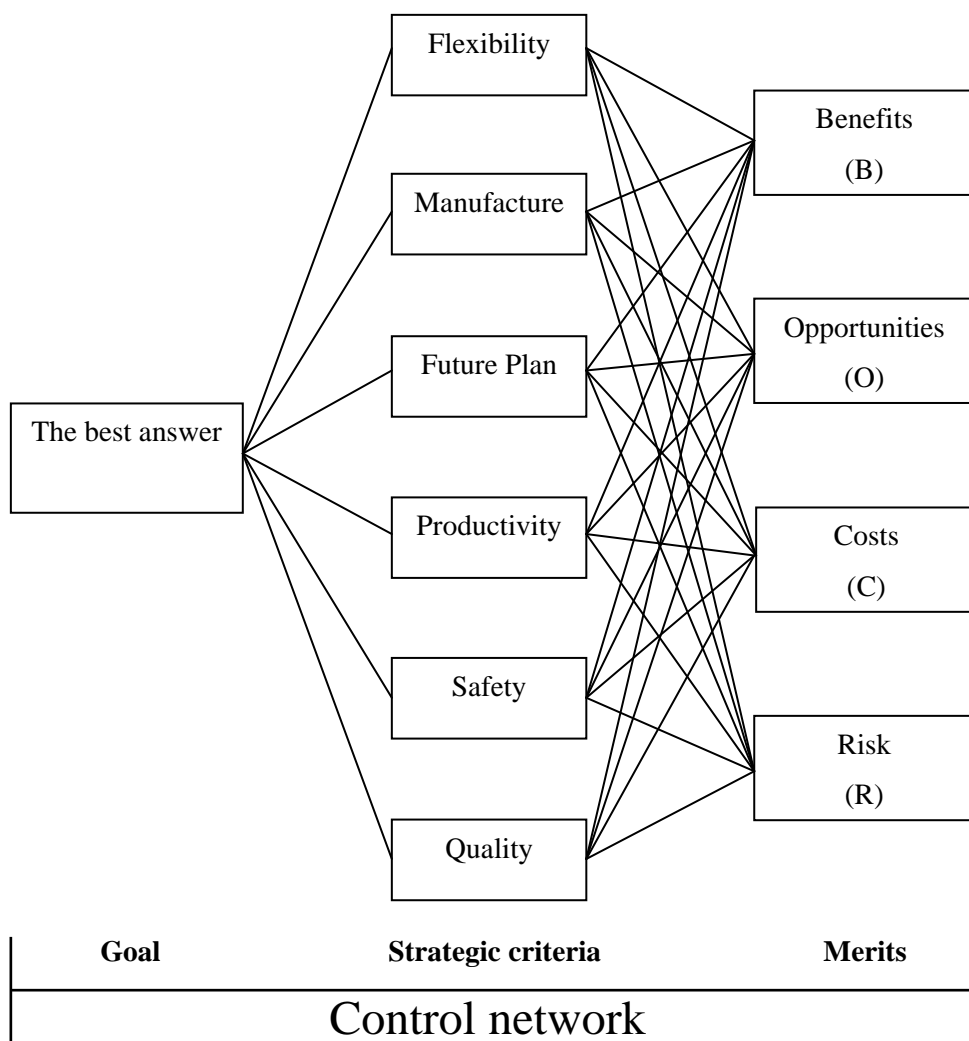 The best answer
Flexibility
Manufacture
Future Plan
Productivity
Safety
Quality
Benefits
(B)
Opportunities
(O)
Costs
(C)
Risk
(R)
Goal
Strategic criteria
Merits
Control network